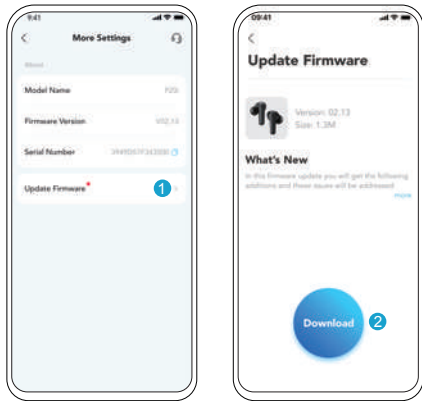 9:41
More Settings
About
Model Name
Firmware Version V02.13
Serial Number
Update Firmware
1
09:41
Update Firmware
Version: 02.13
Size: 1.3M
What's New
In this firmware update you will get the following
additions and these issue will be addressed
more
Download
2